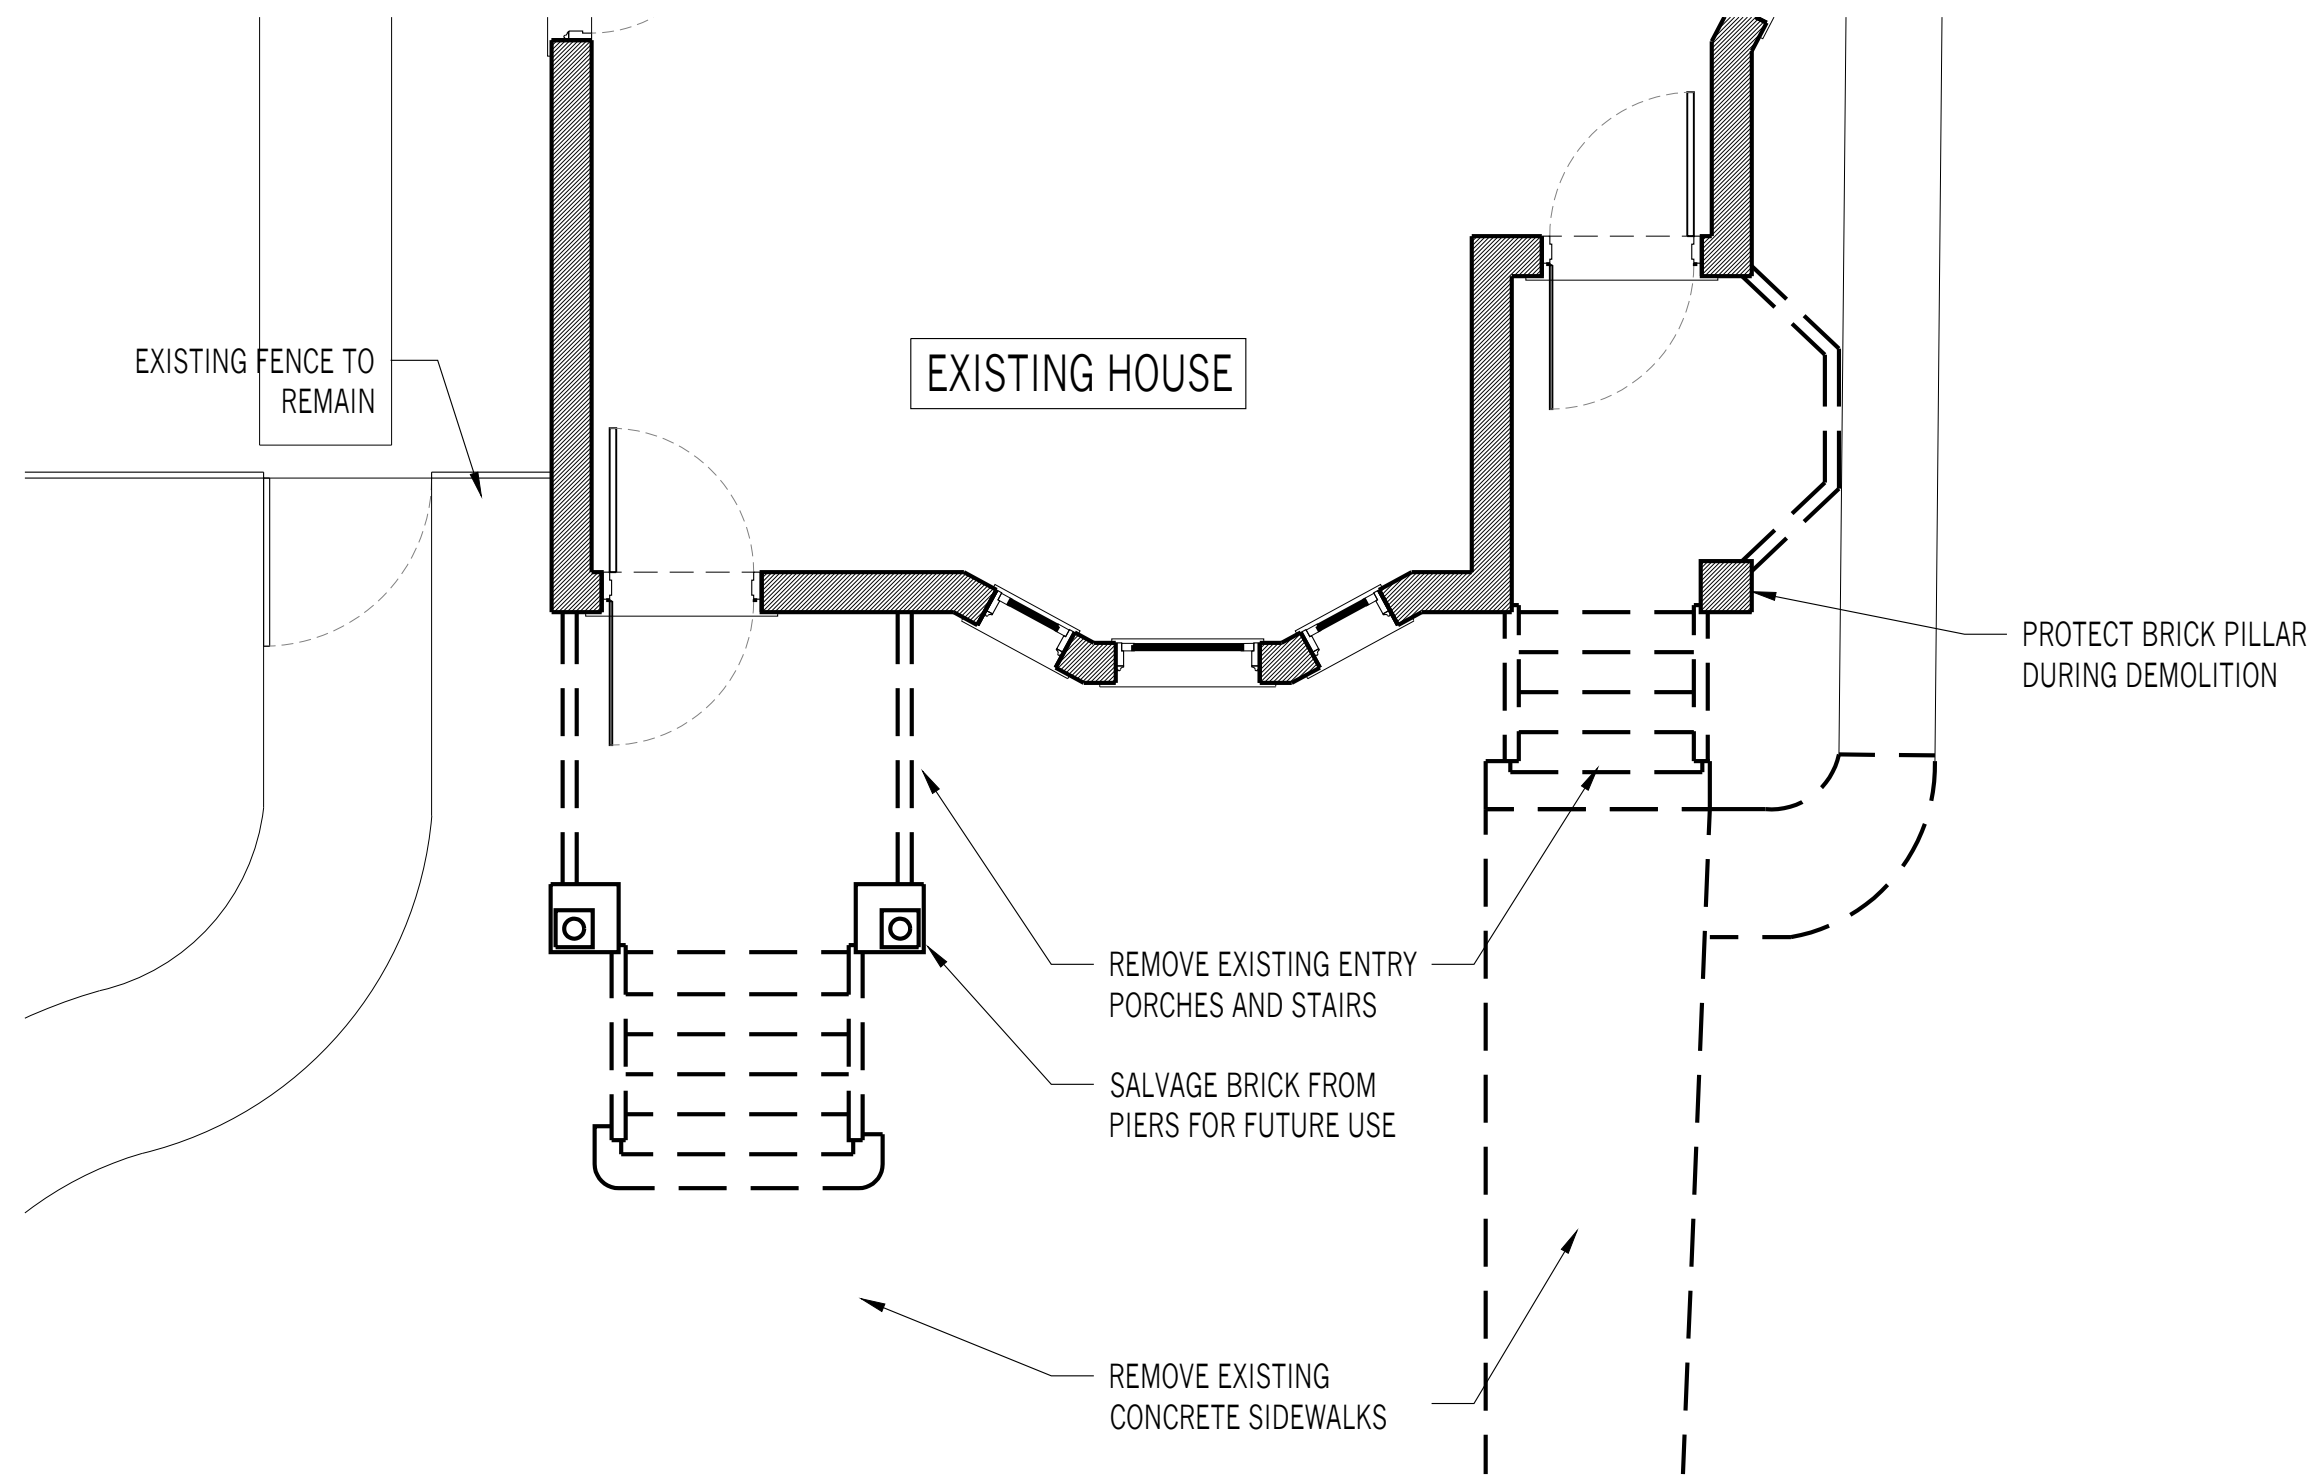 EXISTING FENCE TO
REMAIN
EXISTING HOUSE
PROTECT BRICK PILLAR
DURING DEMOLITION
REMOVE EXISTING ENTRY
PORCHES AND STAIRS
SALVAGE BRICK FROM
PIERS FOR FUTURE USE
REMOVE EXISTING
CONCRETE SIDEWALKS